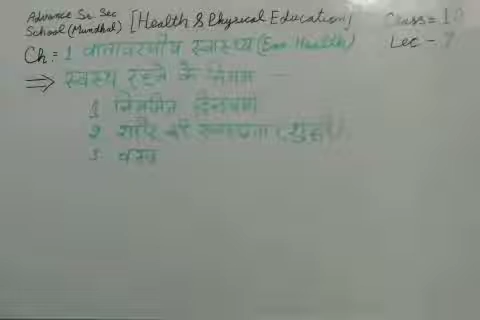 Advance Sr. Sec [Health & Physical Education] Class = 10
School (Mundhal) Lec - 7
Ch:= 1 वातावरणीय स्वास्थ्य (Env. Health)
⇒ स्वस्थ रहने के नियम -
1 नियमित दिनचर्या
2 शरीर की स्वच्छता (शुद्धि)
3 वस्त्र